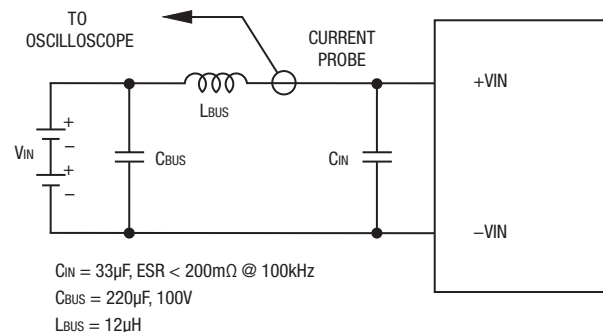 TO
OSCILLOSCOPE
CURRENT
PROBE
LBUS
+VIN
VIN
+
−
+
−
CBUS
CIN
−VIN
CIN = 33µF, ESR < 200mΩ @ 100kHz
CBUS = 220µF, 100V
LBUS = 12µH